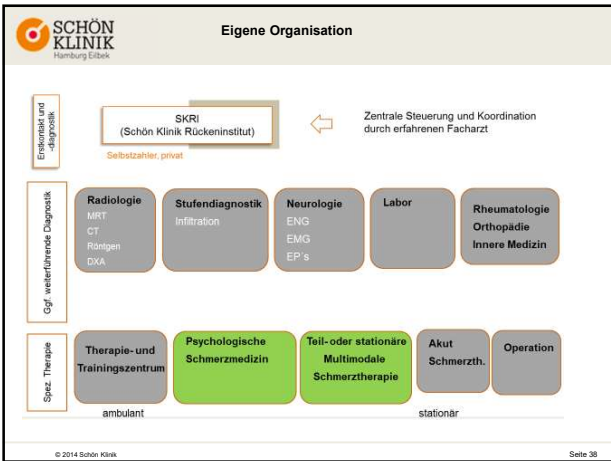 SCHÖN
KLINIK
Hamburg Eilbek
Eigene Organisation
Erstkontakt und
-diagnostik
SKRI
(Schön Klinik Rückeninstitut)
Selbstzahler, privat
Zentrale Steuerung und Koordination
durch erfahrenen Facharzt
Ggf. weiterführende Diagnostik
Radiologie
MRT
CT
Röntgen
DXA
Stufendiagnostik
Infiltration
Neurologie
ENG
EMG
EP´s
Labor
Rheumatologie
Orthopädie
Innere Medizin
Spez. Therapie
Therapie- und
Trainingszentrum
Psychologische
Schmerzmedizin
Teil- oder stationäre
Multimodale
Schmerztherapie
Akut
Schmerzth.
Operation
ambulant
stationär
© 2014 Schön Klinik
Seite 38